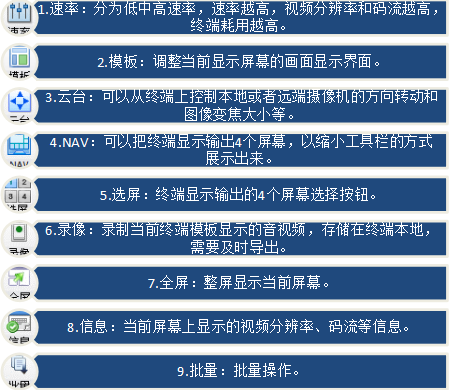 速率
1.速率：分为低中高速率，速率越高，视频分辨率和码流越高，
终端耗用越高。
模板
2.模板：调整当前显示屏幕的画面显示界面。
云台
3.云台：可以从终端上控制本地或者远端摄像机的方向转动和
图像变焦大小等。
NAV
4.NAV：可以把终端显示输出4个屏幕，以缩小工具栏的方式
展示出来。
1 2
3 4
选屏
5.选屏：终端显示输出的4个屏幕选择按钮。
录像
6.录像：录制当前终端模板显示的音视频，存储在终端本地，
需要及时导出。
全屏
7.全屏：整屏显示当前屏幕。
信息
8.信息：当前屏幕上显示的视频分辨率、码流等信息。
批量
9.批量：批量操作。